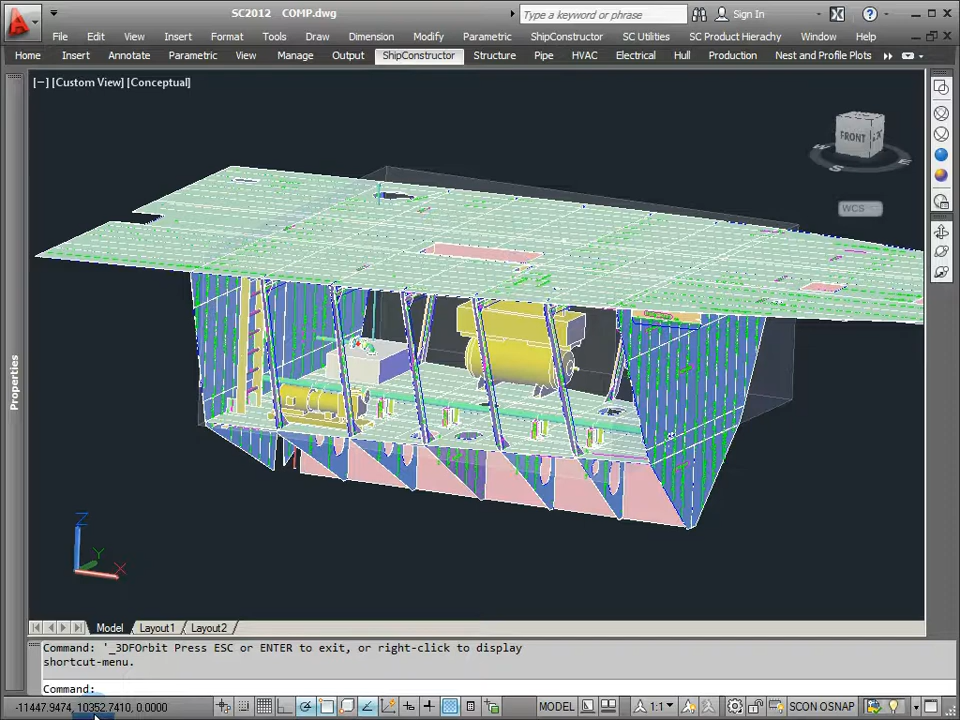 SC2012 COMP.dwg
Type a keyword or phrase
Sign In
File Edit View Insert Format Tools Draw Dimension Modify Parametric ShipConstructor SC Utilities SC Product Hierachy Window Help
Home Insert Annotate Parametric View Manage Output ShipConstructor Structure Pipe HVAC Electrical Hull Production Nest and Profile Plots
[−] [Custom View] [Conceptual]
FRONT
W
S
E
WCS
Properties
Z
Y
X
Model Layout1 Layout2
Command: '_3DFOrbit Press ESC or ENTER to exit, or right-click to display
shortcut-menu.
Command:
-11447.9474, 10352.7410, 0.0000
MODEL
1:1
SCON OSNAP